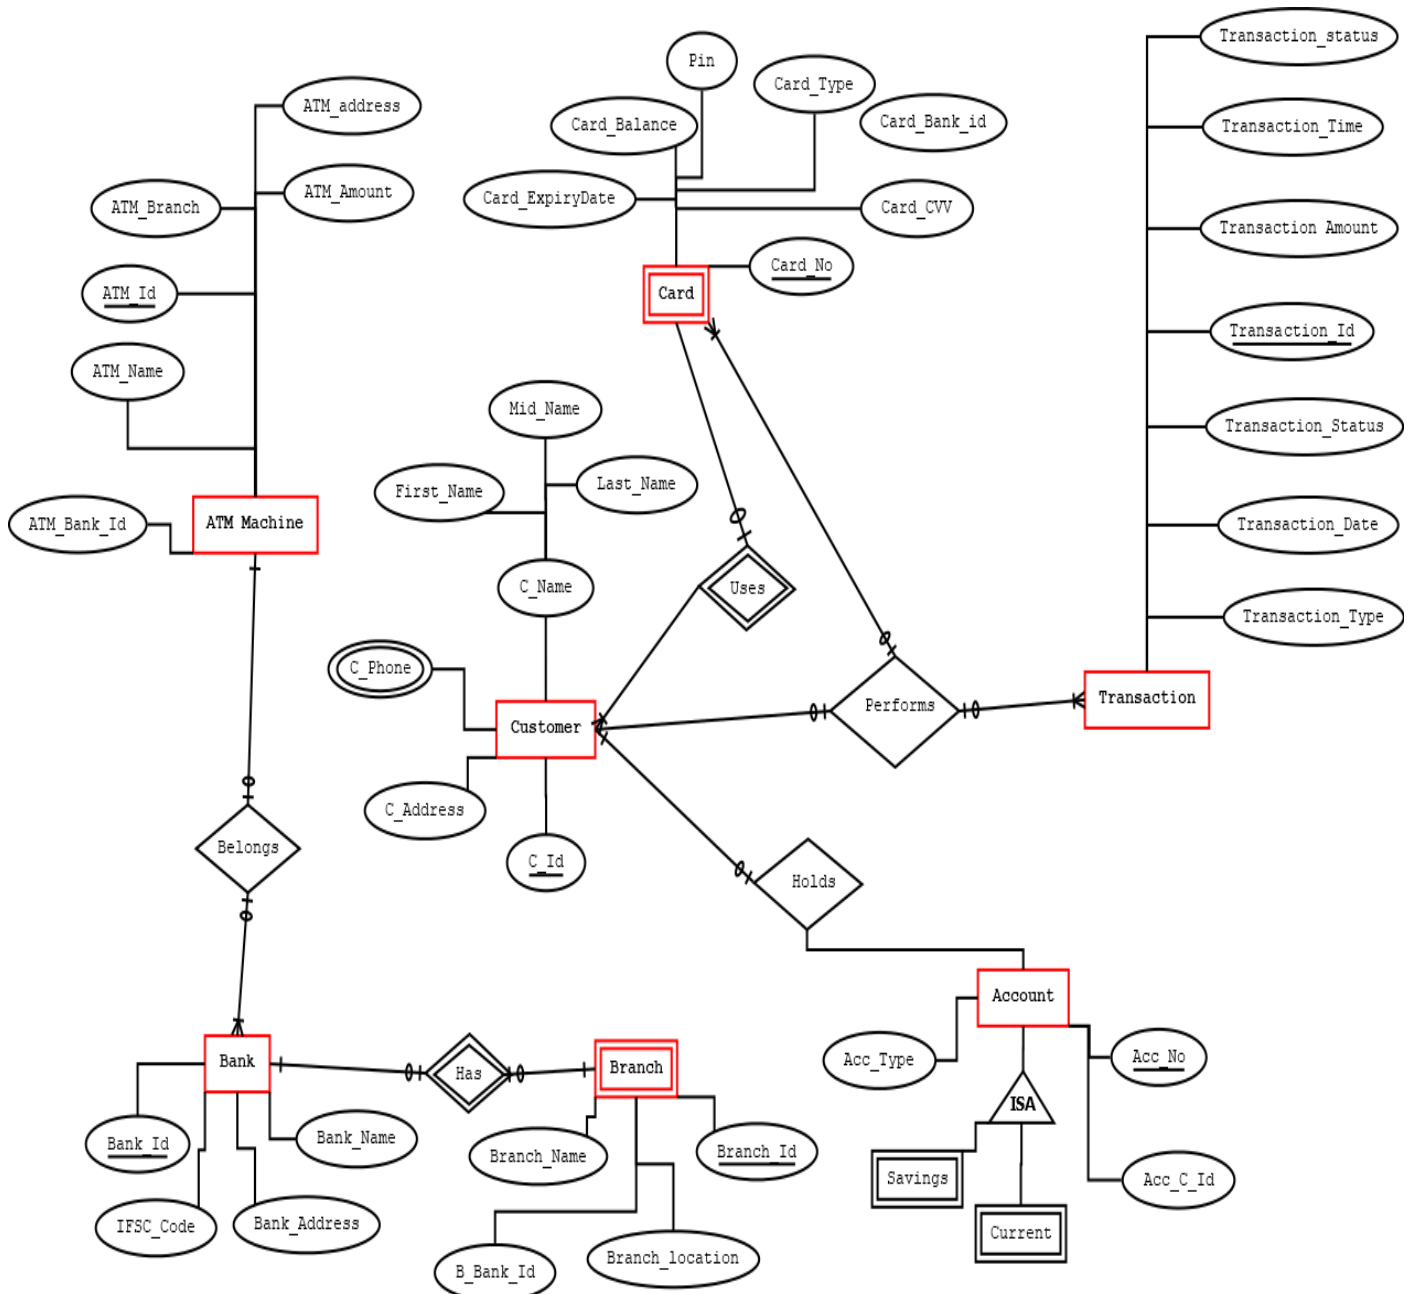 Transaction_status
Pin
Card_Type
ATM_address
Card_Balance
Card_Bank_id
Transaction_Time
ATM_Amount
ATM_Branch
Card_ExpiryDate
Card_CVV
Transaction Amount
Card_No
ATM_Id
Card
Transaction_Id
ATM_Name
Mid_Name
Transaction_Status
First_Name
Last_Name
ATM_Bank_Id
ATM Machine
Transaction_Date
C_Name
Uses
Transaction_Type
C_Phone
Customer
Performs
Transaction
C_Address
Belongs
C_Id
Holds
Account
Bank
Has
Branch
Acc_Type
Acc_No
ISA
Bank_Id
Bank_Name
Branch_Name
Branch_Id
Savings
Acc_C_Id
IFSC_Code
Bank_Address
Current
B_Bank_Id
Branch_location